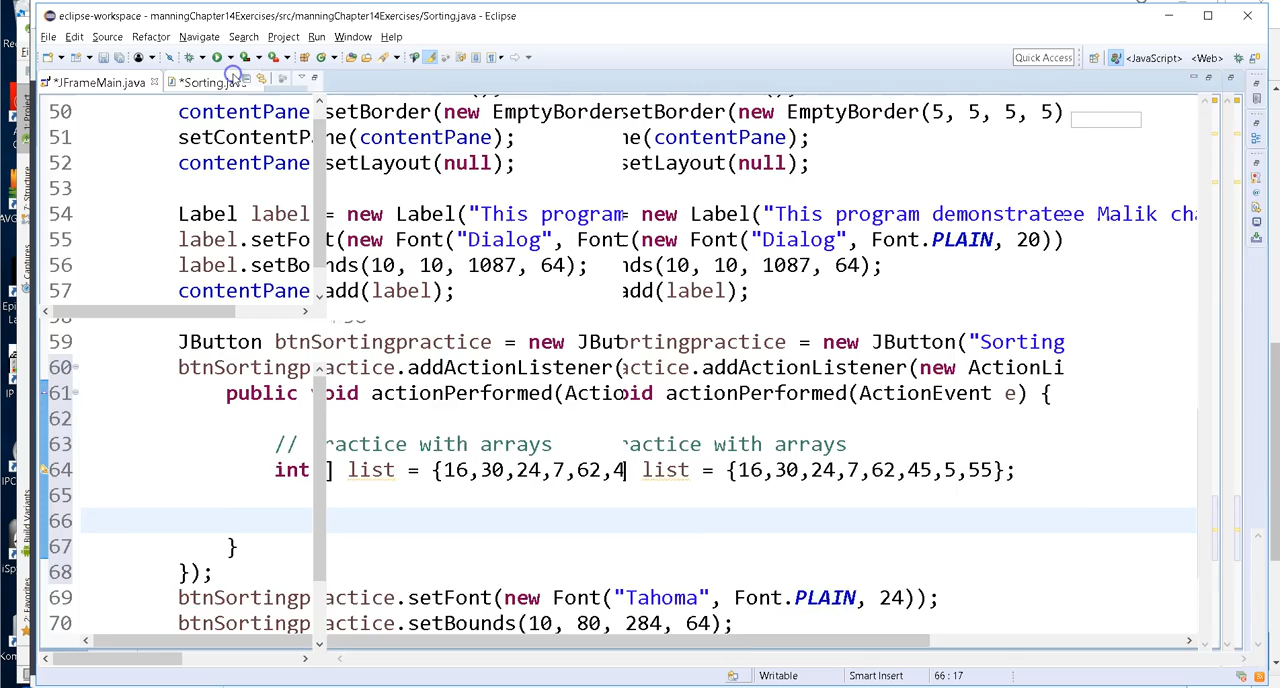 eclipse-workspace - manningChapter14Exercises/src/manningChapter14Exercises/Sorting.java - Eclipse
File Edit Source Refactor Navigate Search Project Run Window Help
Quick Access <JavaScript> <Web>
*JFrameMain.java *Sorting.java
50 contentPane setBorder(new EmptyBorder setBorder(new EmptyBorder(5, 5, 5, 5)
51 setContentP ne(contentPane); ne(contentPane);
52 contentPane setLayout(null); setLayout(null);
53
54 Label label = new Label("This program = new Label("This program demonstrate e Malik ch
55 label.setFo t(new Font("Dialog", Font (new Font("Dialog", Font.PLAIN, 20))
56 label.setBo nds(10, 10, 1087, 64); nds(10, 10, 1087, 64);
57 contentPane add(label); add(label);
58
59 JButton btnSortingpractice = new JBut ortingpractice = new JButton("Sorting
60 btnSortingp actice.addActionListener( actice.addActionListener(new ActionLi
61 public void actionPerformed(Actio oid actionPerformed(ActionEvent e) {
62
63 // ractice with arrays ractice with arrays
64 int ] list = {16,30,24,7,62,4 ] list = {16,30,24,7,62,45,5,55};
65
66
67 }
68 });
69 btnSortingp actice.setFont(new Font("Tahoma", Font.PLAIN, 24));
70 btnSortingp actice.setBounds(10, 80, 284, 64);
Writable Smart Insert 66 : 17